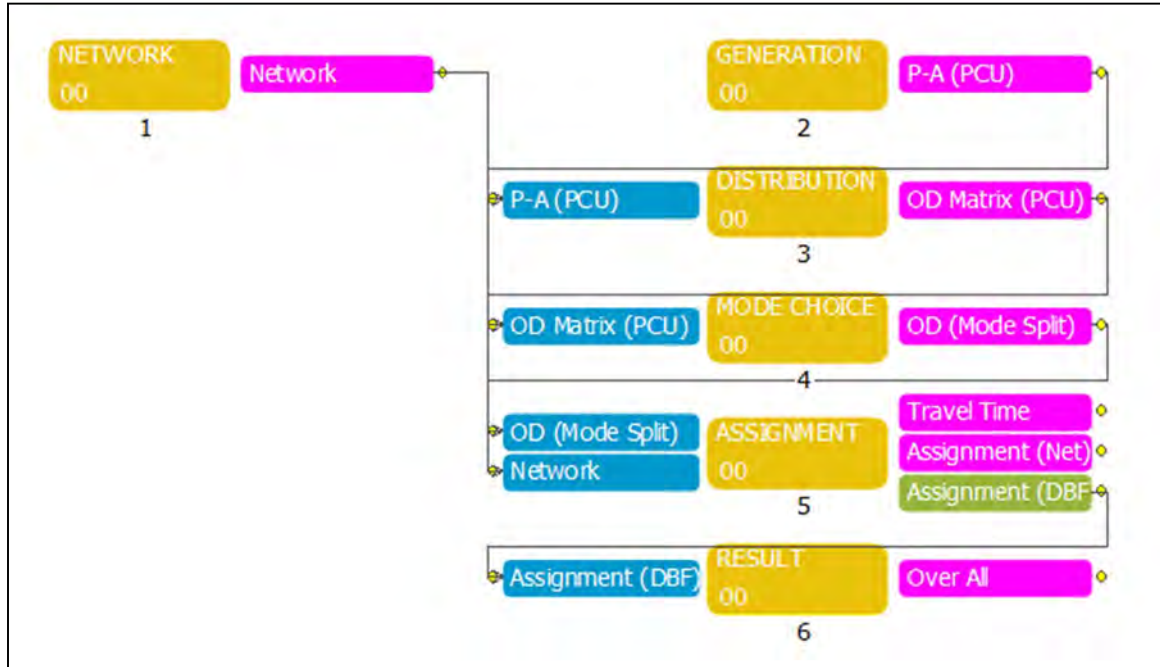 NETWORK
00
1
Network
GENERATION
00
2
P-A (PCU)
P-A (PCU)
DISTRIBUTION
00
3
OD Matrix (PCU)
OD Matrix (PCU)
MODE CHOICE
00
4
OD (Mode Split)
OD (Mode Split)
Network
ASSIGNMENT
00
5
Travel Time
Assignment (Net)
Assignment (DBF
Assignment (DBF)
RESULT
00
6
Over All